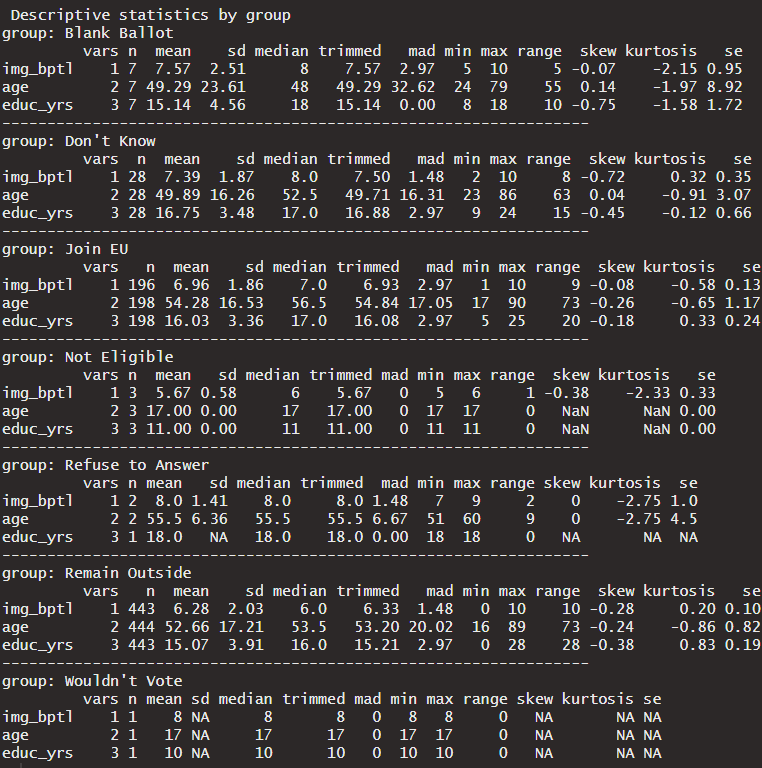 Descriptive statistics by group
group: Blank Ballot
         vars n  mean    sd median trimmed   mad min max range  skew kurtosis   se
img_bptl    1 7  7.57  2.51      8    7.57  2.97   5  10     5 -0.07    -2.15 0.95
age         2 7 49.29 23.61     48   49.29 32.62  24  79    55  0.14    -1.97 8.92
educ_yrs    3 7 15.14  4.56     18   15.14  0.00   8  18    10 -0.75    -1.58 1.72
-----------------------------------------------------------------
group: Don't Know
         vars  n  mean    sd median trimmed   mad min max range  skew kurtosis   se
img_bptl    1 28  7.39  1.87    8.0    7.50  1.48   2  10     8 -0.72     0.32 0.35
age         2 28 49.89 16.26   52.5   49.71 16.31  23  86    63  0.04    -0.91 3.07
educ_yrs    3 28 16.75  3.48   17.0   16.88  2.97   9  24    15 -0.45    -0.12 0.66
-----------------------------------------------------------------
group: Join EU
         vars   n  mean    sd median trimmed   mad min max range  skew kurtosis   se
img_bptl    1 196  6.96  1.86    7.0    6.93  2.97   1  10     9 -0.08    -0.58 0.13
age         2 198 54.28 16.53   56.5   54.84 17.05  17  90    73 -0.26    -0.65 1.17
educ_yrs    3 198 16.03  3.36   17.0   16.08  2.97   5  25    20 -0.18     0.33 0.24
-----------------------------------------------------------------
group: Not Eligible
         vars n  mean   sd median trimmed mad min max range  skew kurtosis   se
img_bptl    1 3  5.67 0.58      6    5.67   0   5   6     1 -0.38    -2.33 0.33
age         2 3 17.00 0.00     17   17.00   0  17  17     0   NaN      NaN 0.00
educ_yrs    3 3 11.00 0.00     11   11.00   0  11  11     0   NaN      NaN 0.00
-----------------------------------------------------------------
group: Refuse to Answer
         vars n mean   sd median trimmed  mad min max range skew kurtosis  se
img_bptl    1 2  8.0 1.41    8.0     8.0 1.48   7   9     2    0    -2.75 1.0
age         2 2 55.5 6.36   55.5    55.5 6.67  51  60     9    0    -2.75 4.5
educ_yrs    3 1 18.0   NA   18.0    18.0 0.00  18  18     0   NA       NA  NA
-----------------------------------------------------------------
group: Remain Outside
         vars   n  mean    sd median trimmed   mad min max range  skew kurtosis   se
img_bptl    1 443  6.28  2.03    6.0    6.33  1.48   0  10    10 -0.28     0.20 0.10
age         2 444 52.66 17.21   53.5   53.20 20.02  16  89    73 -0.24    -0.86 0.82
educ_yrs    3 443 15.07  3.91   16.0   15.21  2.97   0  28    28 -0.38     0.83 0.19
-----------------------------------------------------------------
group: Wouldn't Vote
         vars n mean sd median trimmed mad min max range skew kurtosis se
img_bptl    1 1    8 NA      8       8   0   8   8     0   NA       NA NA
age         2 1   17 NA     17      17   0  17  17     0   NA       NA NA
educ_yrs    3 1   10 NA     10      10   0  10  10     0   NA       NA NA